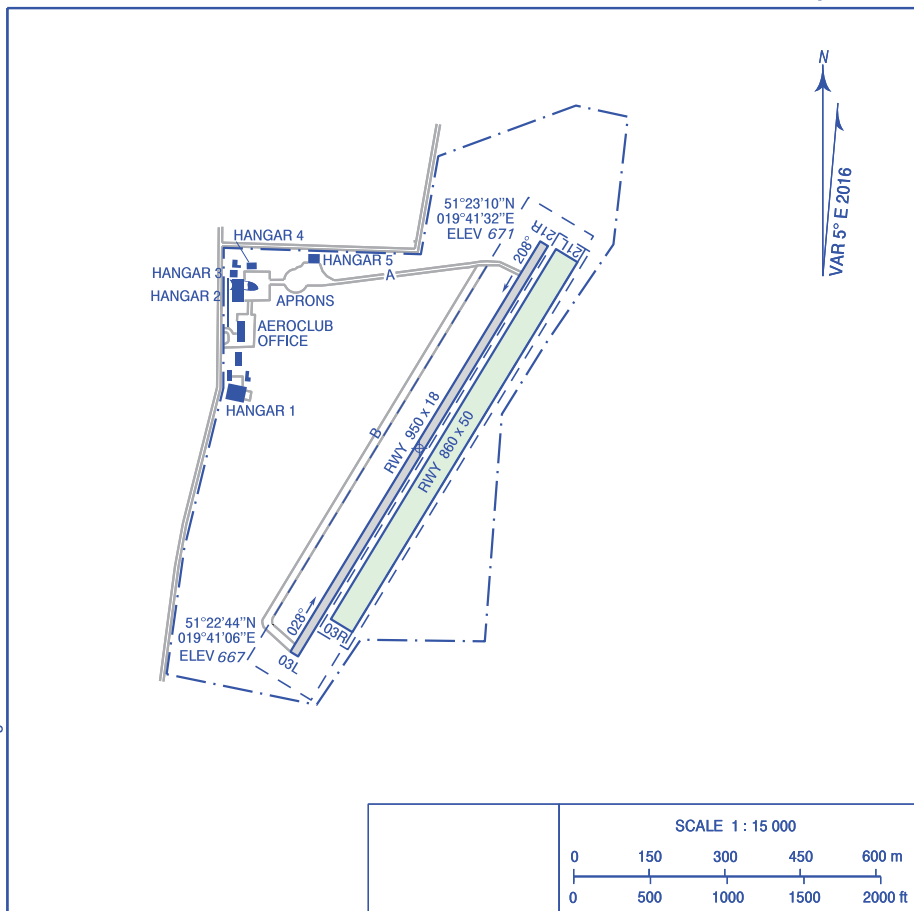 N
VAR 5° E 2016
51°23'10"N
019°41'32"E
ELEV 671
208°
21R
21L
HANGAR 4
HANGAR 5
HANGAR 3
HANGAR 2
A
APRONS
AEROCLUB
OFFICE
HANGAR 1
B
RWY 950 x 18
RWY 860 x 50
028°
51°22'44"N
019°41'06"E
ELEV 667
03R
03L
SCALE 1 : 15 000
0 150 300 450 600 m
0 500 1000 1500 2000 ft